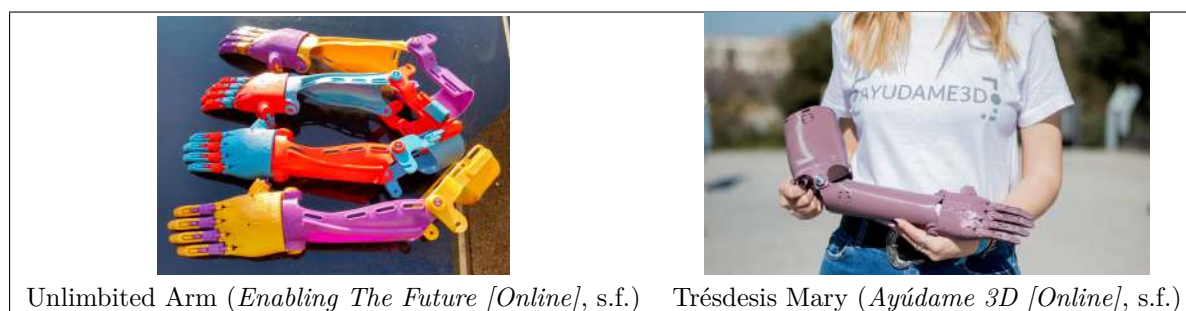 AYUDAME3D
Unlimbited Arm (Enabling The Future [Online], s.f.)
Trésdesis Mary (Ayúdame 3D [Online], s.f.)